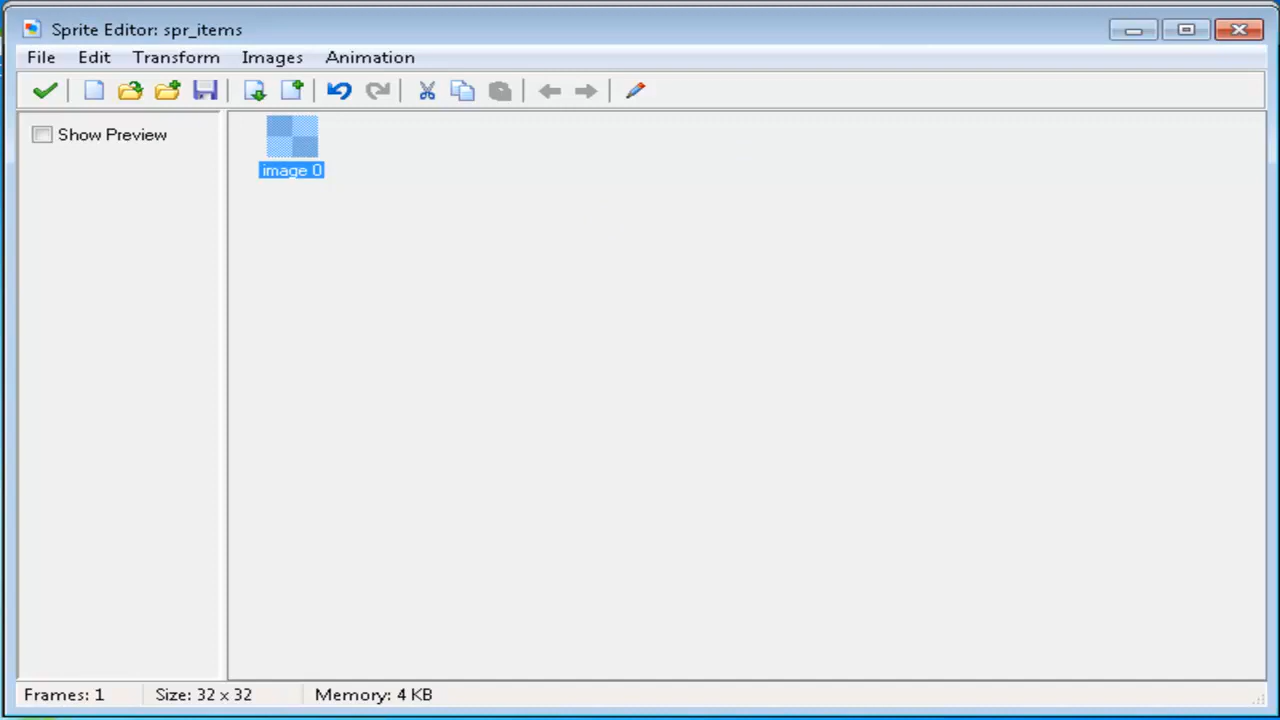 Sprite Editor: spr_items
File Edit Transform Images Animation
Show Preview
image 0
Frames: 1 Size: 32 x 32 Memory: 4 KB